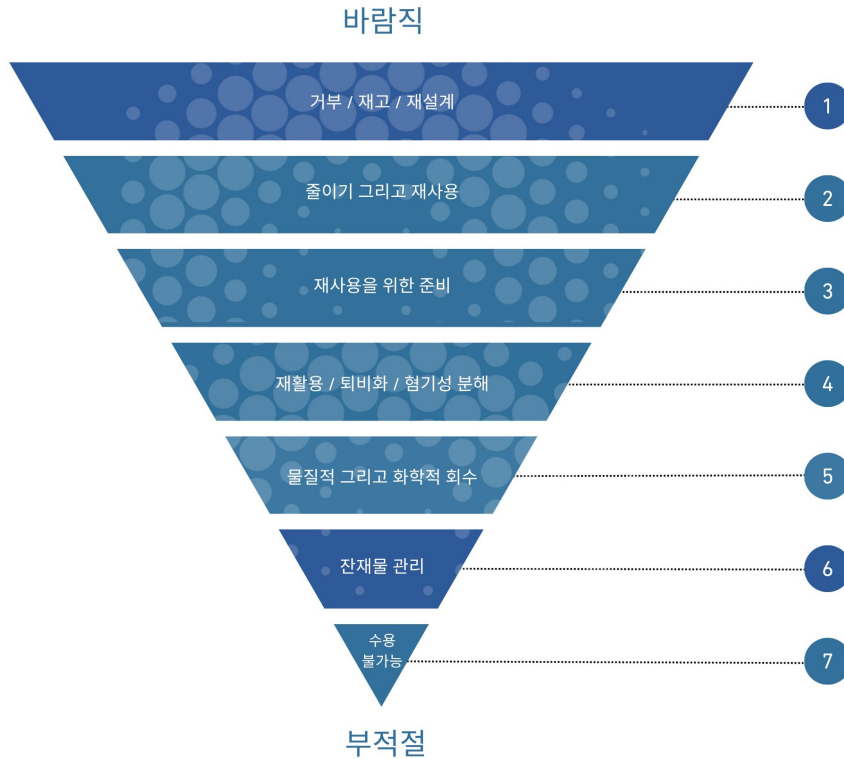 바람직
거부 / 재고 / 재설계
1
줄이기 그리고 재사용
2
재사용을 위한 준비
3
재활용 / 퇴비화 / 혐기성 분해
4
물질적 그리고 화학적 회수
5
잔재물 관리
6
수용
불가능
7
부적절